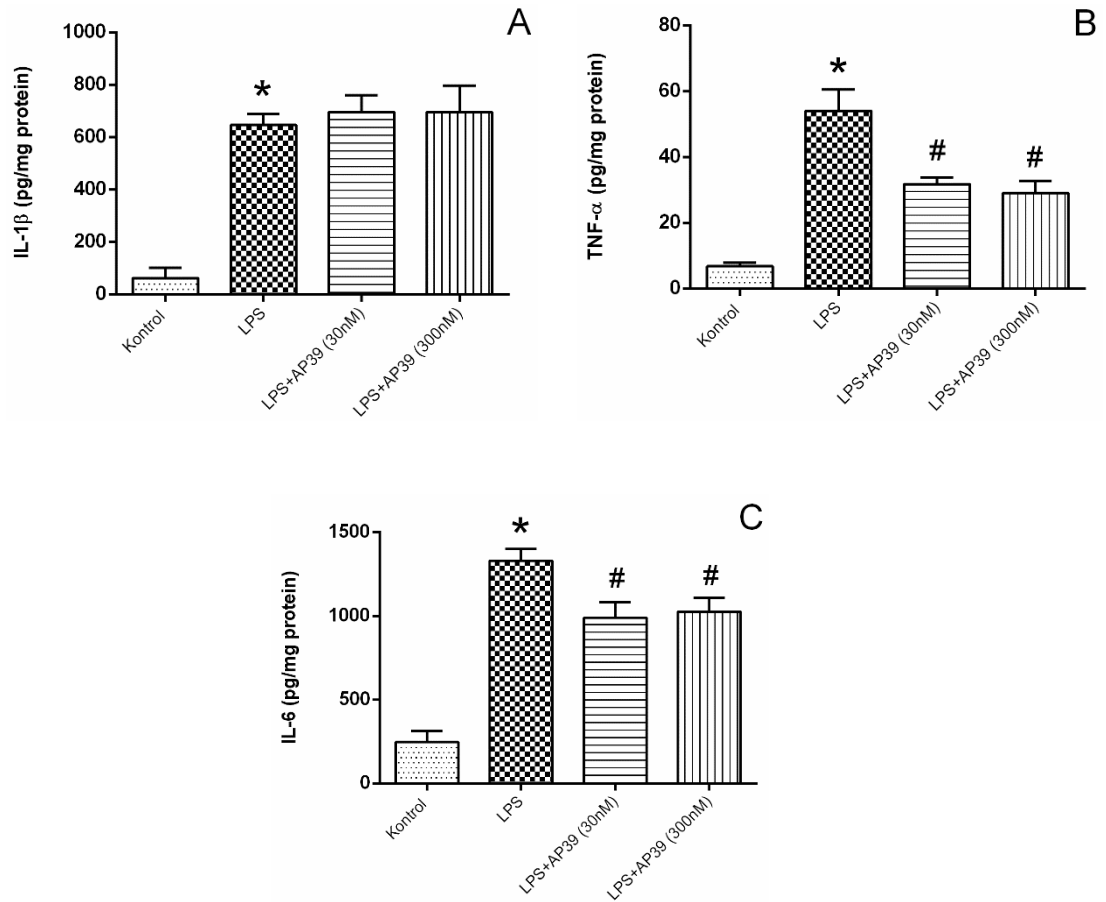 A
IL-1β (pg/mg protein)
1000
800
600
400
200
0
*
Kontrol
LPS
LPS+AP39 (30nM)
LPS+AP39 (300nM)
B
TNF-α (pg/mg protein)
80
60
40
20
0
*
#
#
Kontrol
LPS
LPS+AP39 (30nM)
LPS+AP39 (300nM)
C
IL-6 (pg/mg protein)
1500
1000
500
0
*
#
#
Kontrol
LPS
LPS+AP39 (30nM)
LPS+AP39 (300nM)